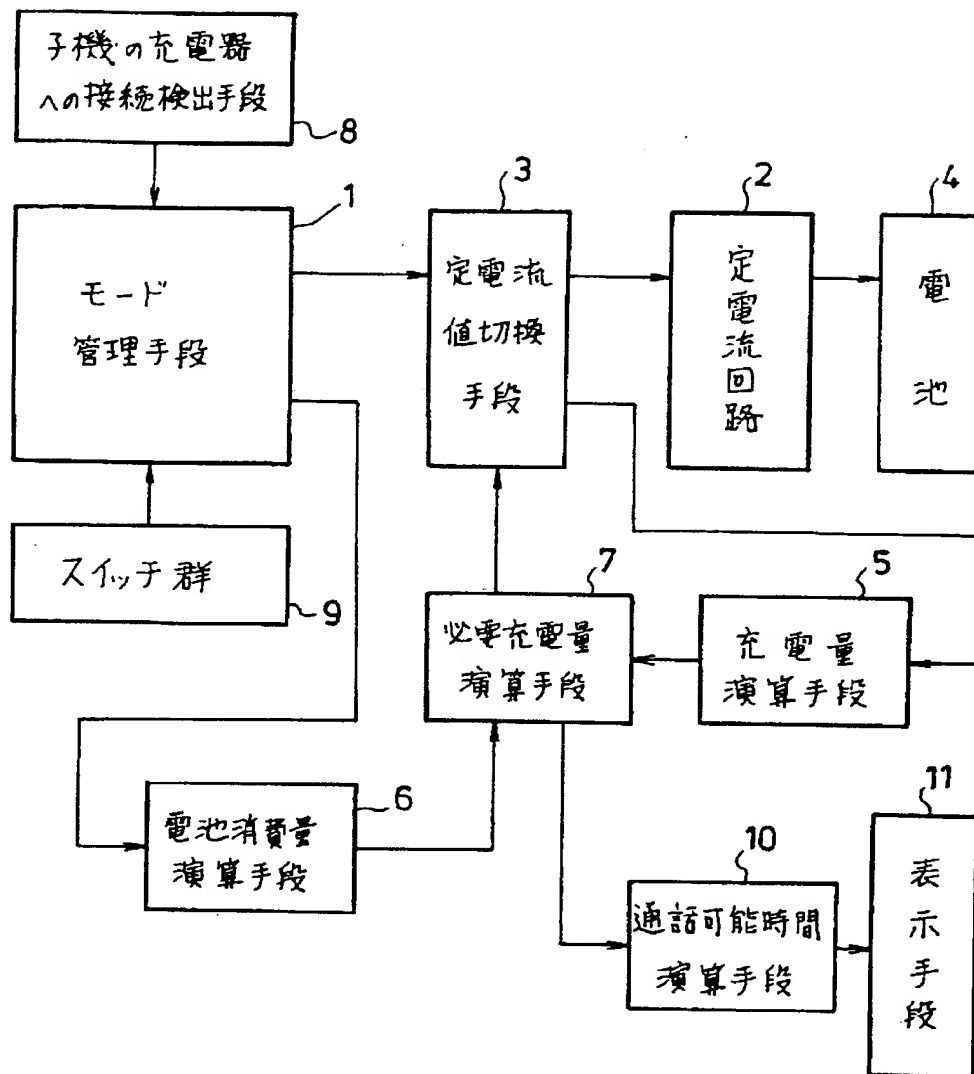 子機の充電器
への接続検出手段
8
1
モード
管理手段
3
定電流
値切換
手段
2
定電流回路
4
電池
スイッチ群
9
7
必要充電量
演算手段
5
充電量
演算手段
6
電池消費量
演算手段
10
通話可能時間
演算手段
11
表示手段